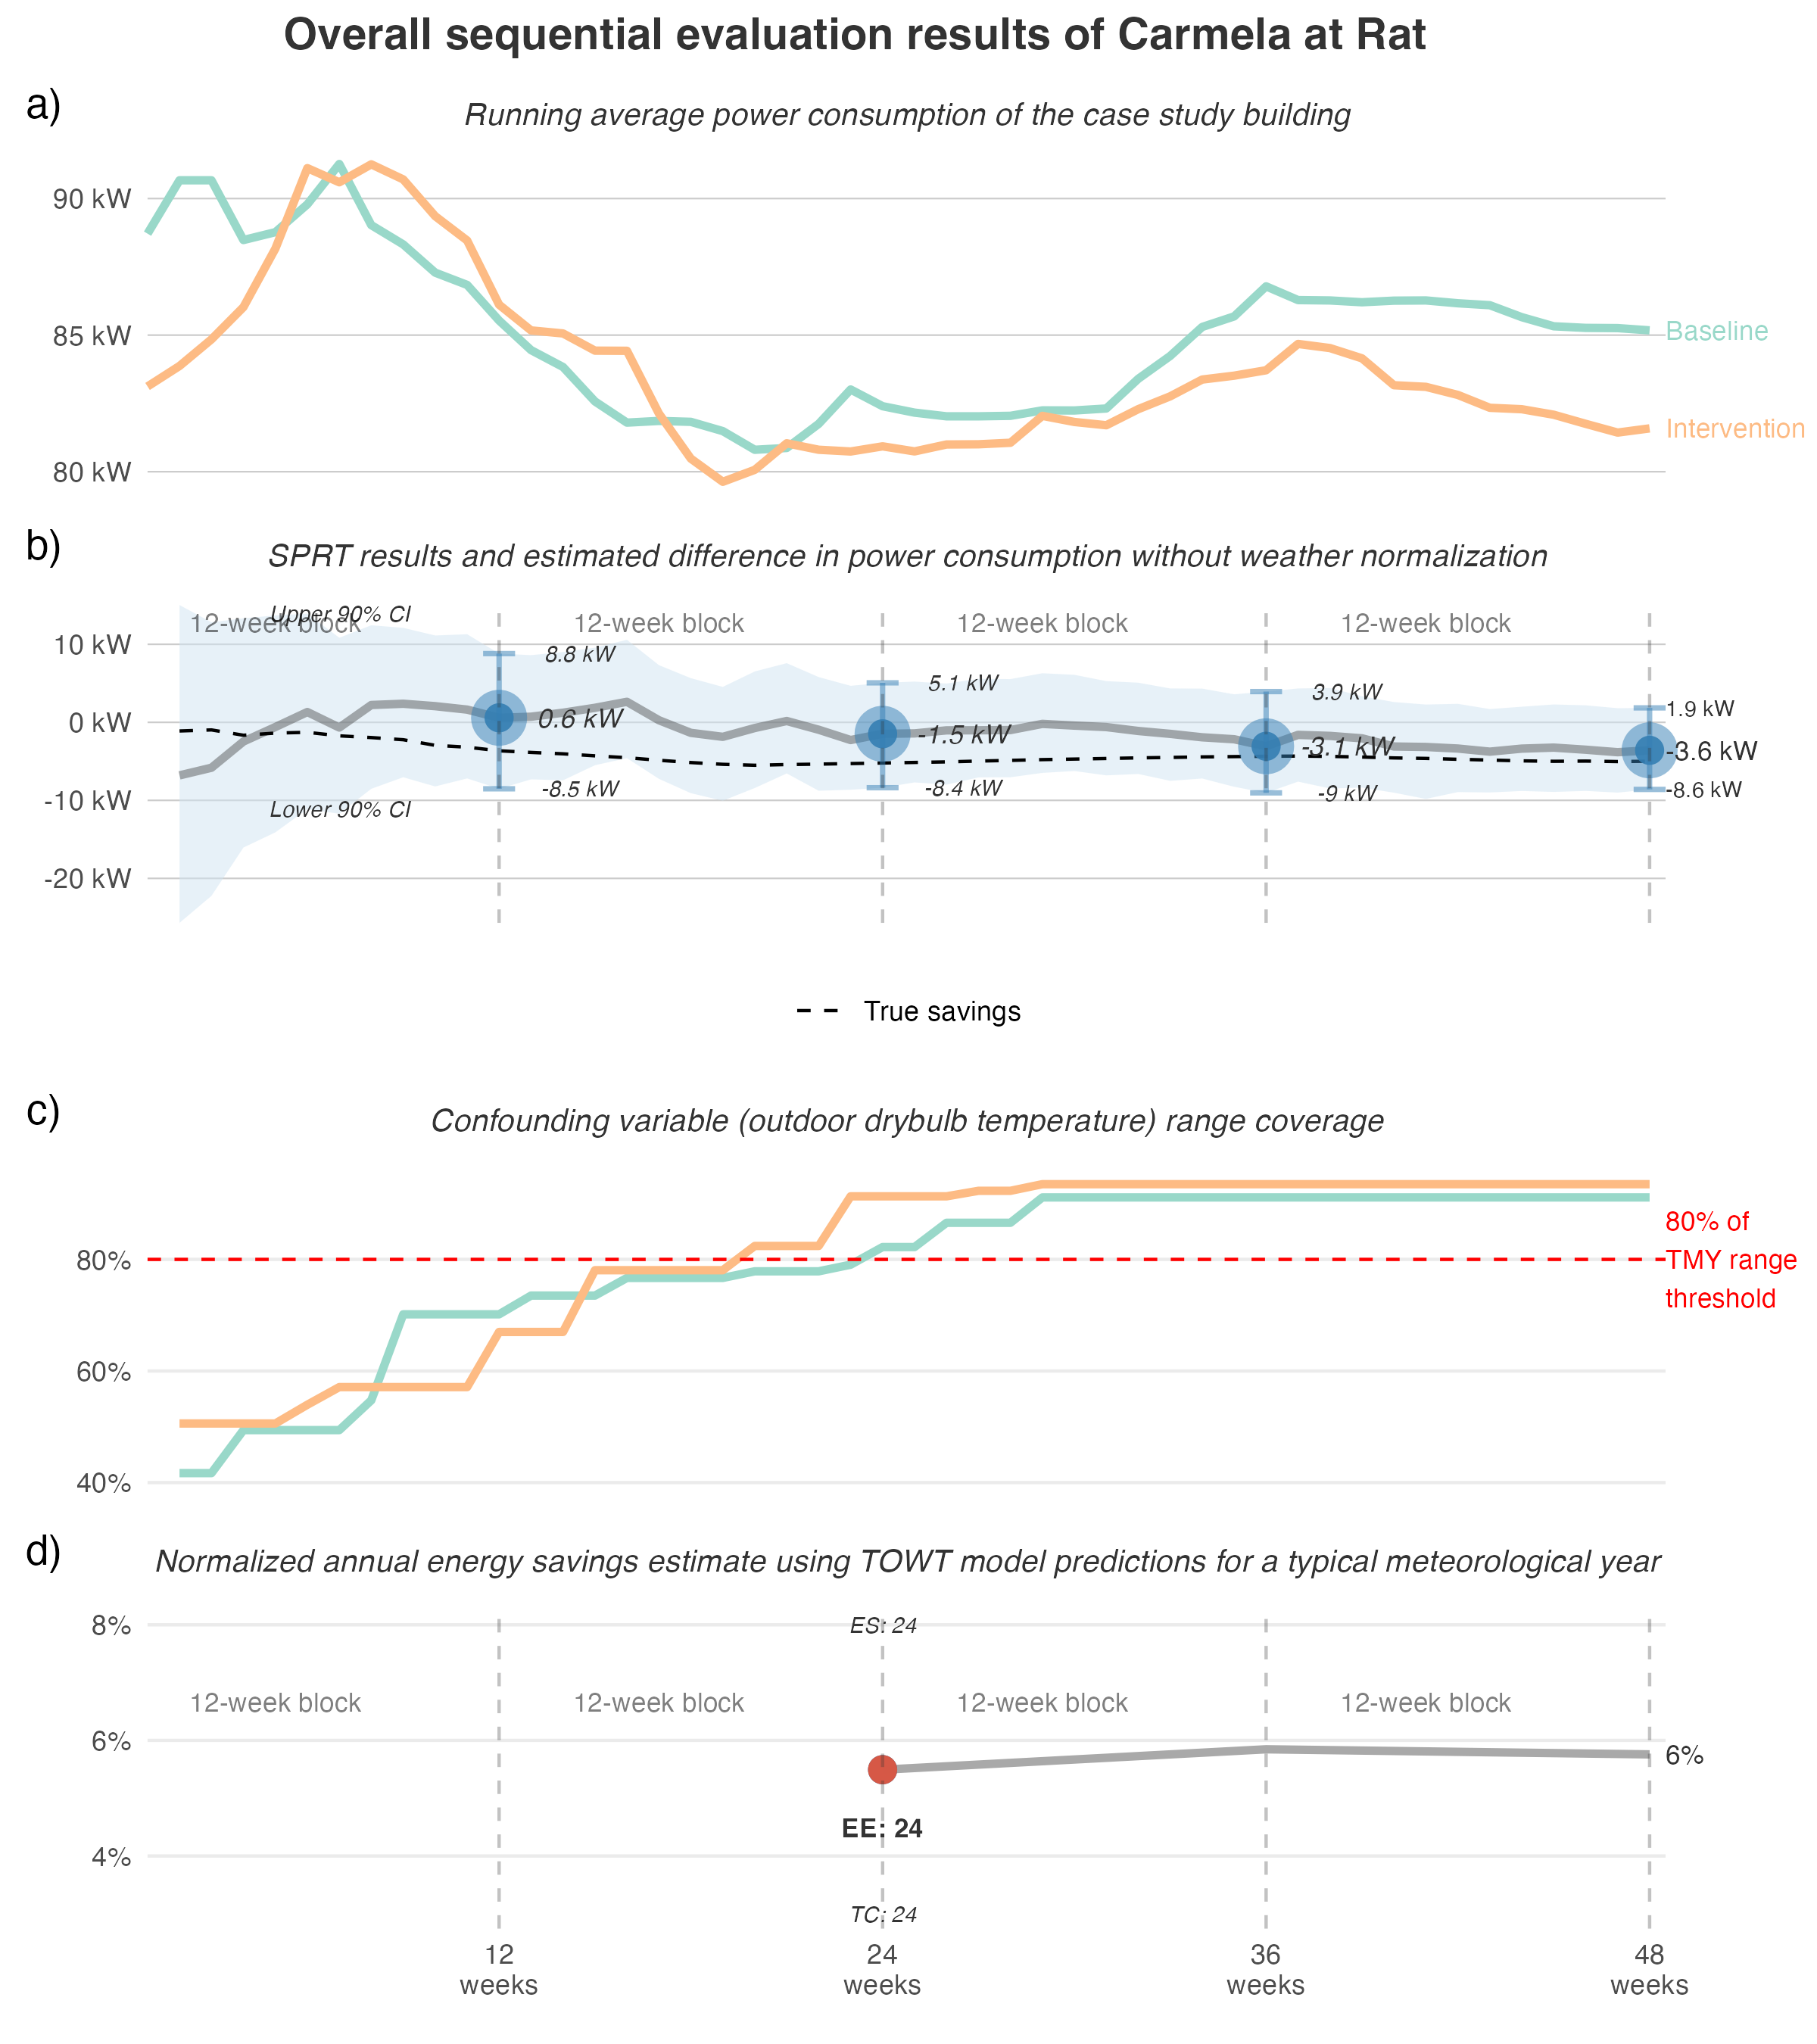 Overall sequential evaluation results of Carmela at Rat
a)
Running average power consumption of the case study building
90 kW
85 kW
80 kW
Baseline
Intervention
b)
SPRT results and estimated difference in power consumption without weather normalization
Upper 90% CI
12-week block
12-week block
12-week block
12-week block
10 kW
0 kW
-10 kW
-20 kW
8.8 kW
0.6 kW
-8.5 kW
5.1 kW
-1.5 kW
-8.4 kW
3.9 kW
-3.1 kW
-9 kW
1.9 kW
-3.6 kW
-8.6 kW
Lower 90% CI
True savings
c)
Confounding variable (outdoor drybulb temperature) range coverage
80%
60%
40%
80% of
TMY range
threshold
d)
Normalized annual energy savings estimate using TOWT model predictions for a typical meteorological year
8%
6%
4%
ES: 24
12-week block
12-week block
12-week block
12-week block
6%
EE: 24
TC: 24
12
weeks
24
weeks
36
weeks
48
weeks